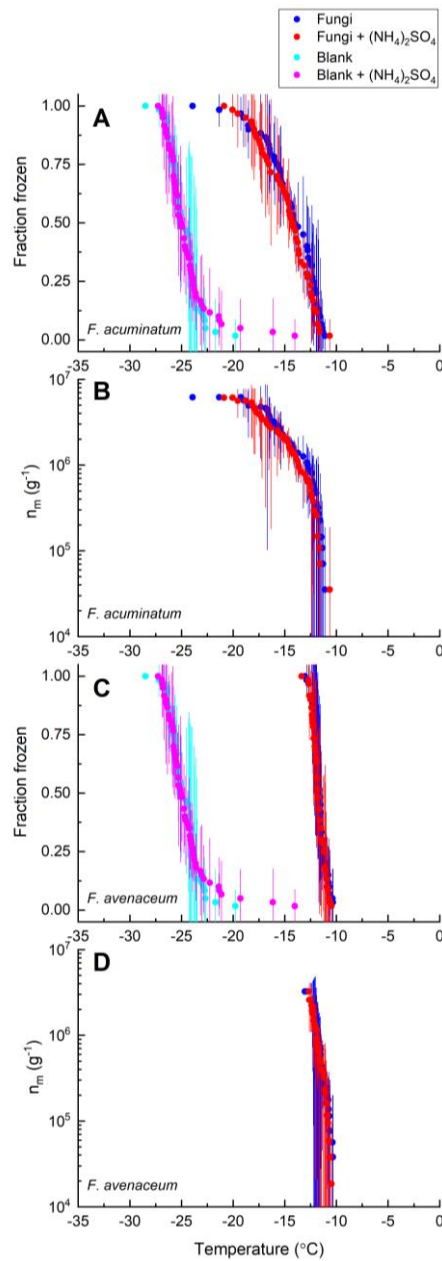 Fungi
Fungi + (NH4)2SO4
Blank
Blank + (NH4)2SO4
A
Fraction frozen
1.00
0.75
0.50
0.25
0.00
F. acuminatum
-35 -30 -25 -20 -15 -10 -5 0
B
nm (g-1)
10^7
10^6
10^5
10^4
F. acuminatum
-35 -30 -25 -20 -15 -10 -5 0
C
Fraction frozen
1.00
0.75
0.50
0.25
0.00
F. avenaceum
-35 -30 -25 -20 -15 -10 -5 0
D
nm (g-1)
10^7
10^6
10^5
10^4
F. avenaceum
-35 -30 -25 -20 -15 -10 -5 0
Temperature (°C)